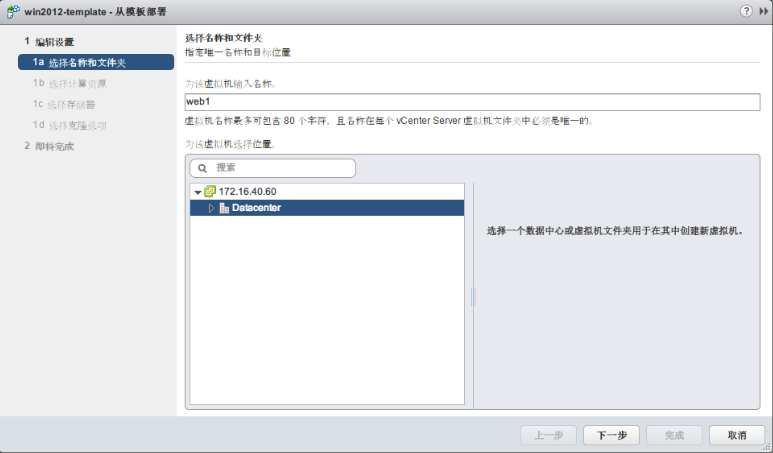 win2012-template - 从模板部署
1 编辑设置
1a 选择名称和文件夹
1b 选择计算资源
1c 选择存储器
1d 选择克隆选项
2 即将完成
选择名称和文件夹
指定唯一名称和目标位置
为该虚拟机输入名称。
web1
虚拟机名称最多可包含 80 个字符，且名称在每个 vCenter Server 虚拟机文件夹中必须是唯一的。
为该虚拟机选择位置。
搜索
172.16.40.60
Datacenter
选择一个数据中心或虚拟机文件夹用于在其中创建新虚拟机。
上一步
下一步
完成
取消